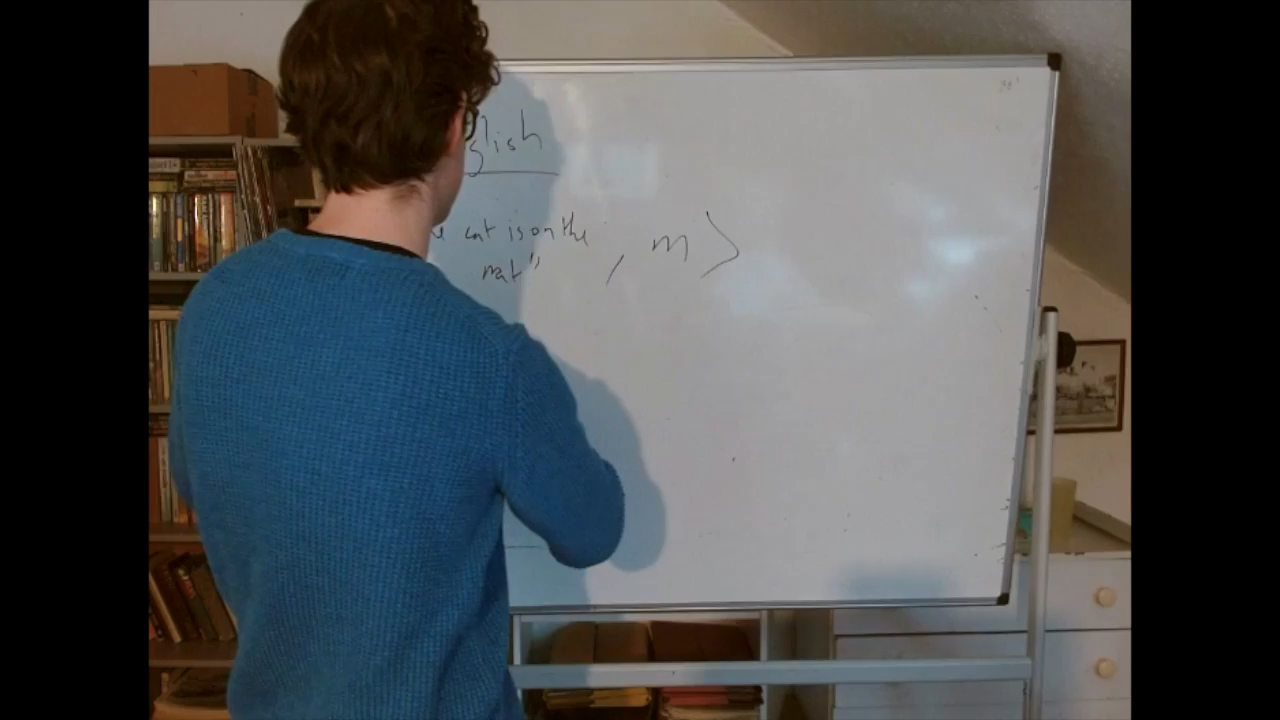 glish
e cat is on the
mat" , m >